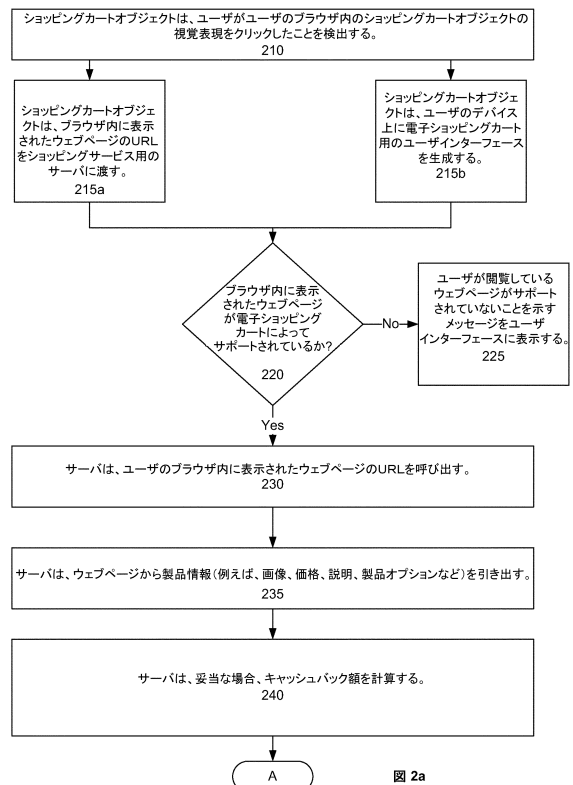 ショッピングカートオブジェクトは、ユーザがユーザのブラウザ内のショッピングカートオブジェクトの
視覚表現をクリックしたことを検出する。
210
ショッピングカートオブジェ
クトは、ブラウザ内に表示
されたウェブページのURL
をショッピングサービス用の
サーバに渡す。
215a
ショッピングカートオブジェ
クトは、ユーザのデバイス
上に電子ショッピングカート
用のユーザインターフェース
を生成する。
215b
ブラウザ内に表示
されたウェブページ
が電子ショッピング
カートによって
サポートされているか?
220
No
ユーザが閲覧している
ウェブページがサポート
されていないことを示す
メッセージをユーザ
インターフェースに表示する。
225
Yes
サーバは、ユーザのブラウザ内に表示されたウェブページのURLを呼び出す。
230
サーバは、ウェブページから製品情報(例えば、画像、価格、説明、製品オプションなど)を引き出す。
235
サーバは、妥当な場合、キャッシュバック額を計算する。
240
A
図 2a